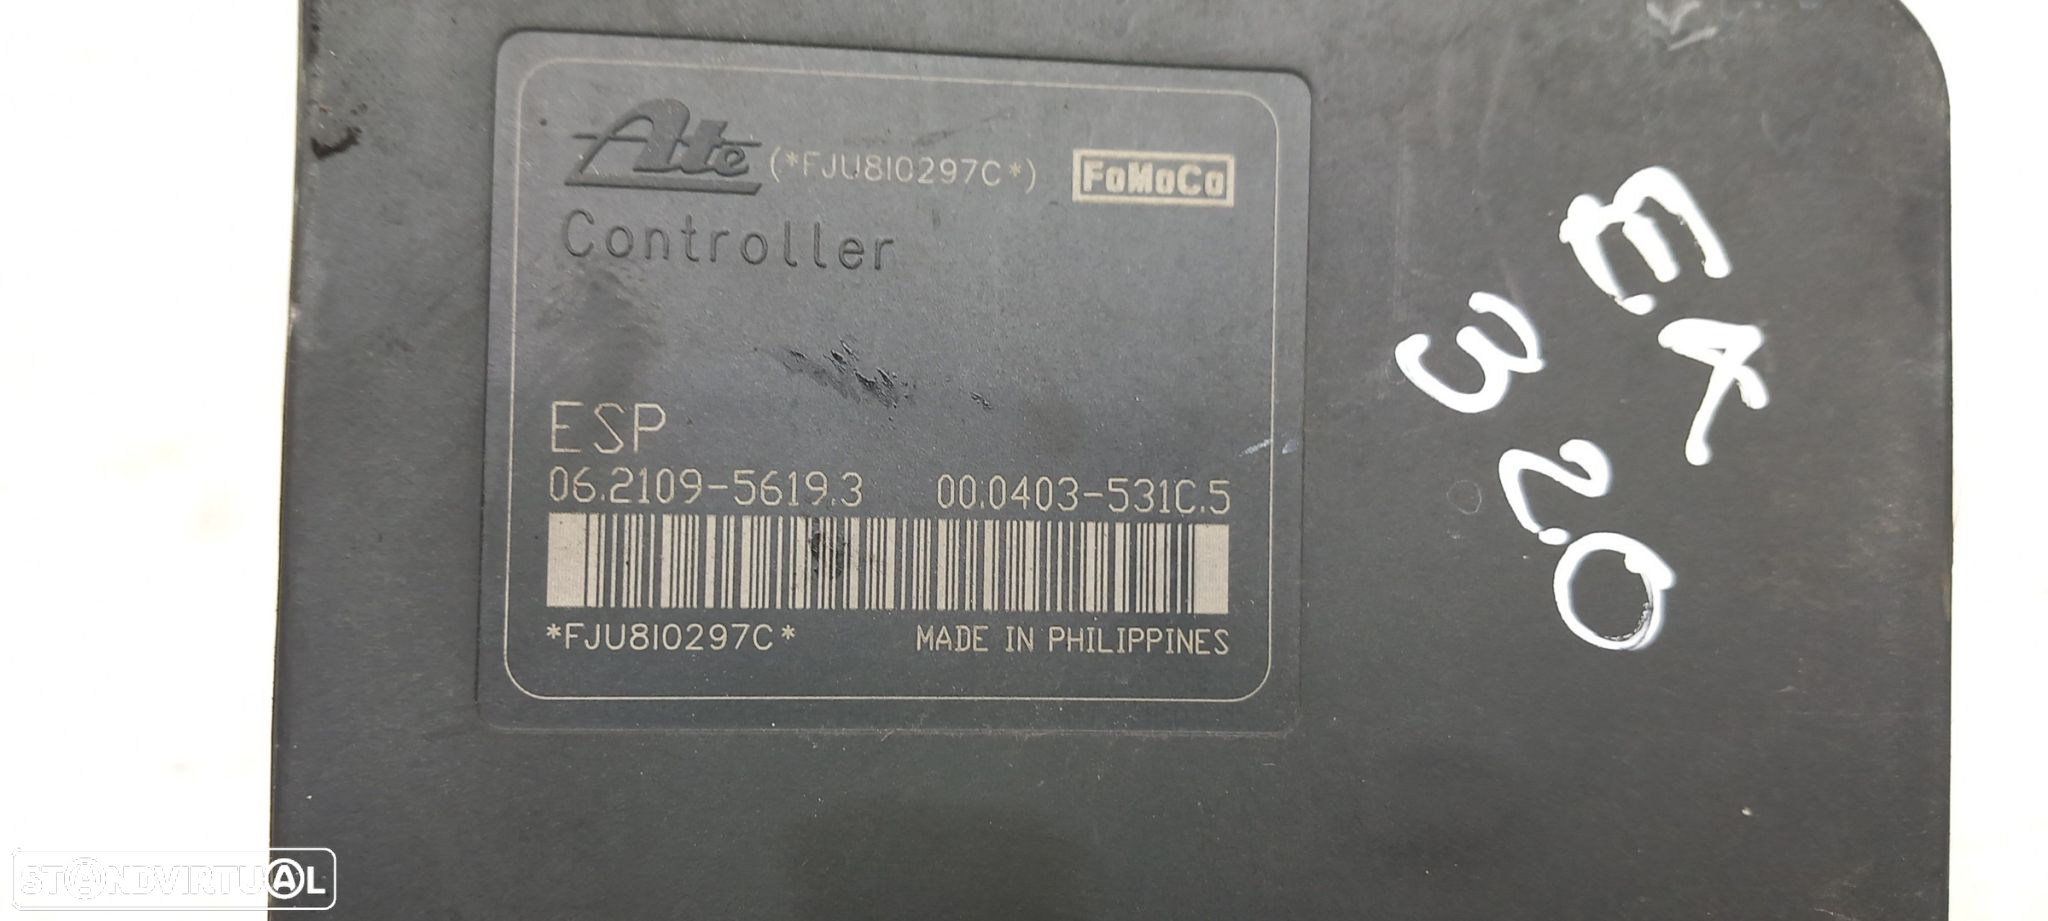 Ate (*FJU8I0297C*) FoMoCo
Controller
ESP
06.2109-5619.3 00.0403-531C.5
*FJU8I0297C* MADE IN PHILIPPINES
3 2.0
STANDVIRTUAL